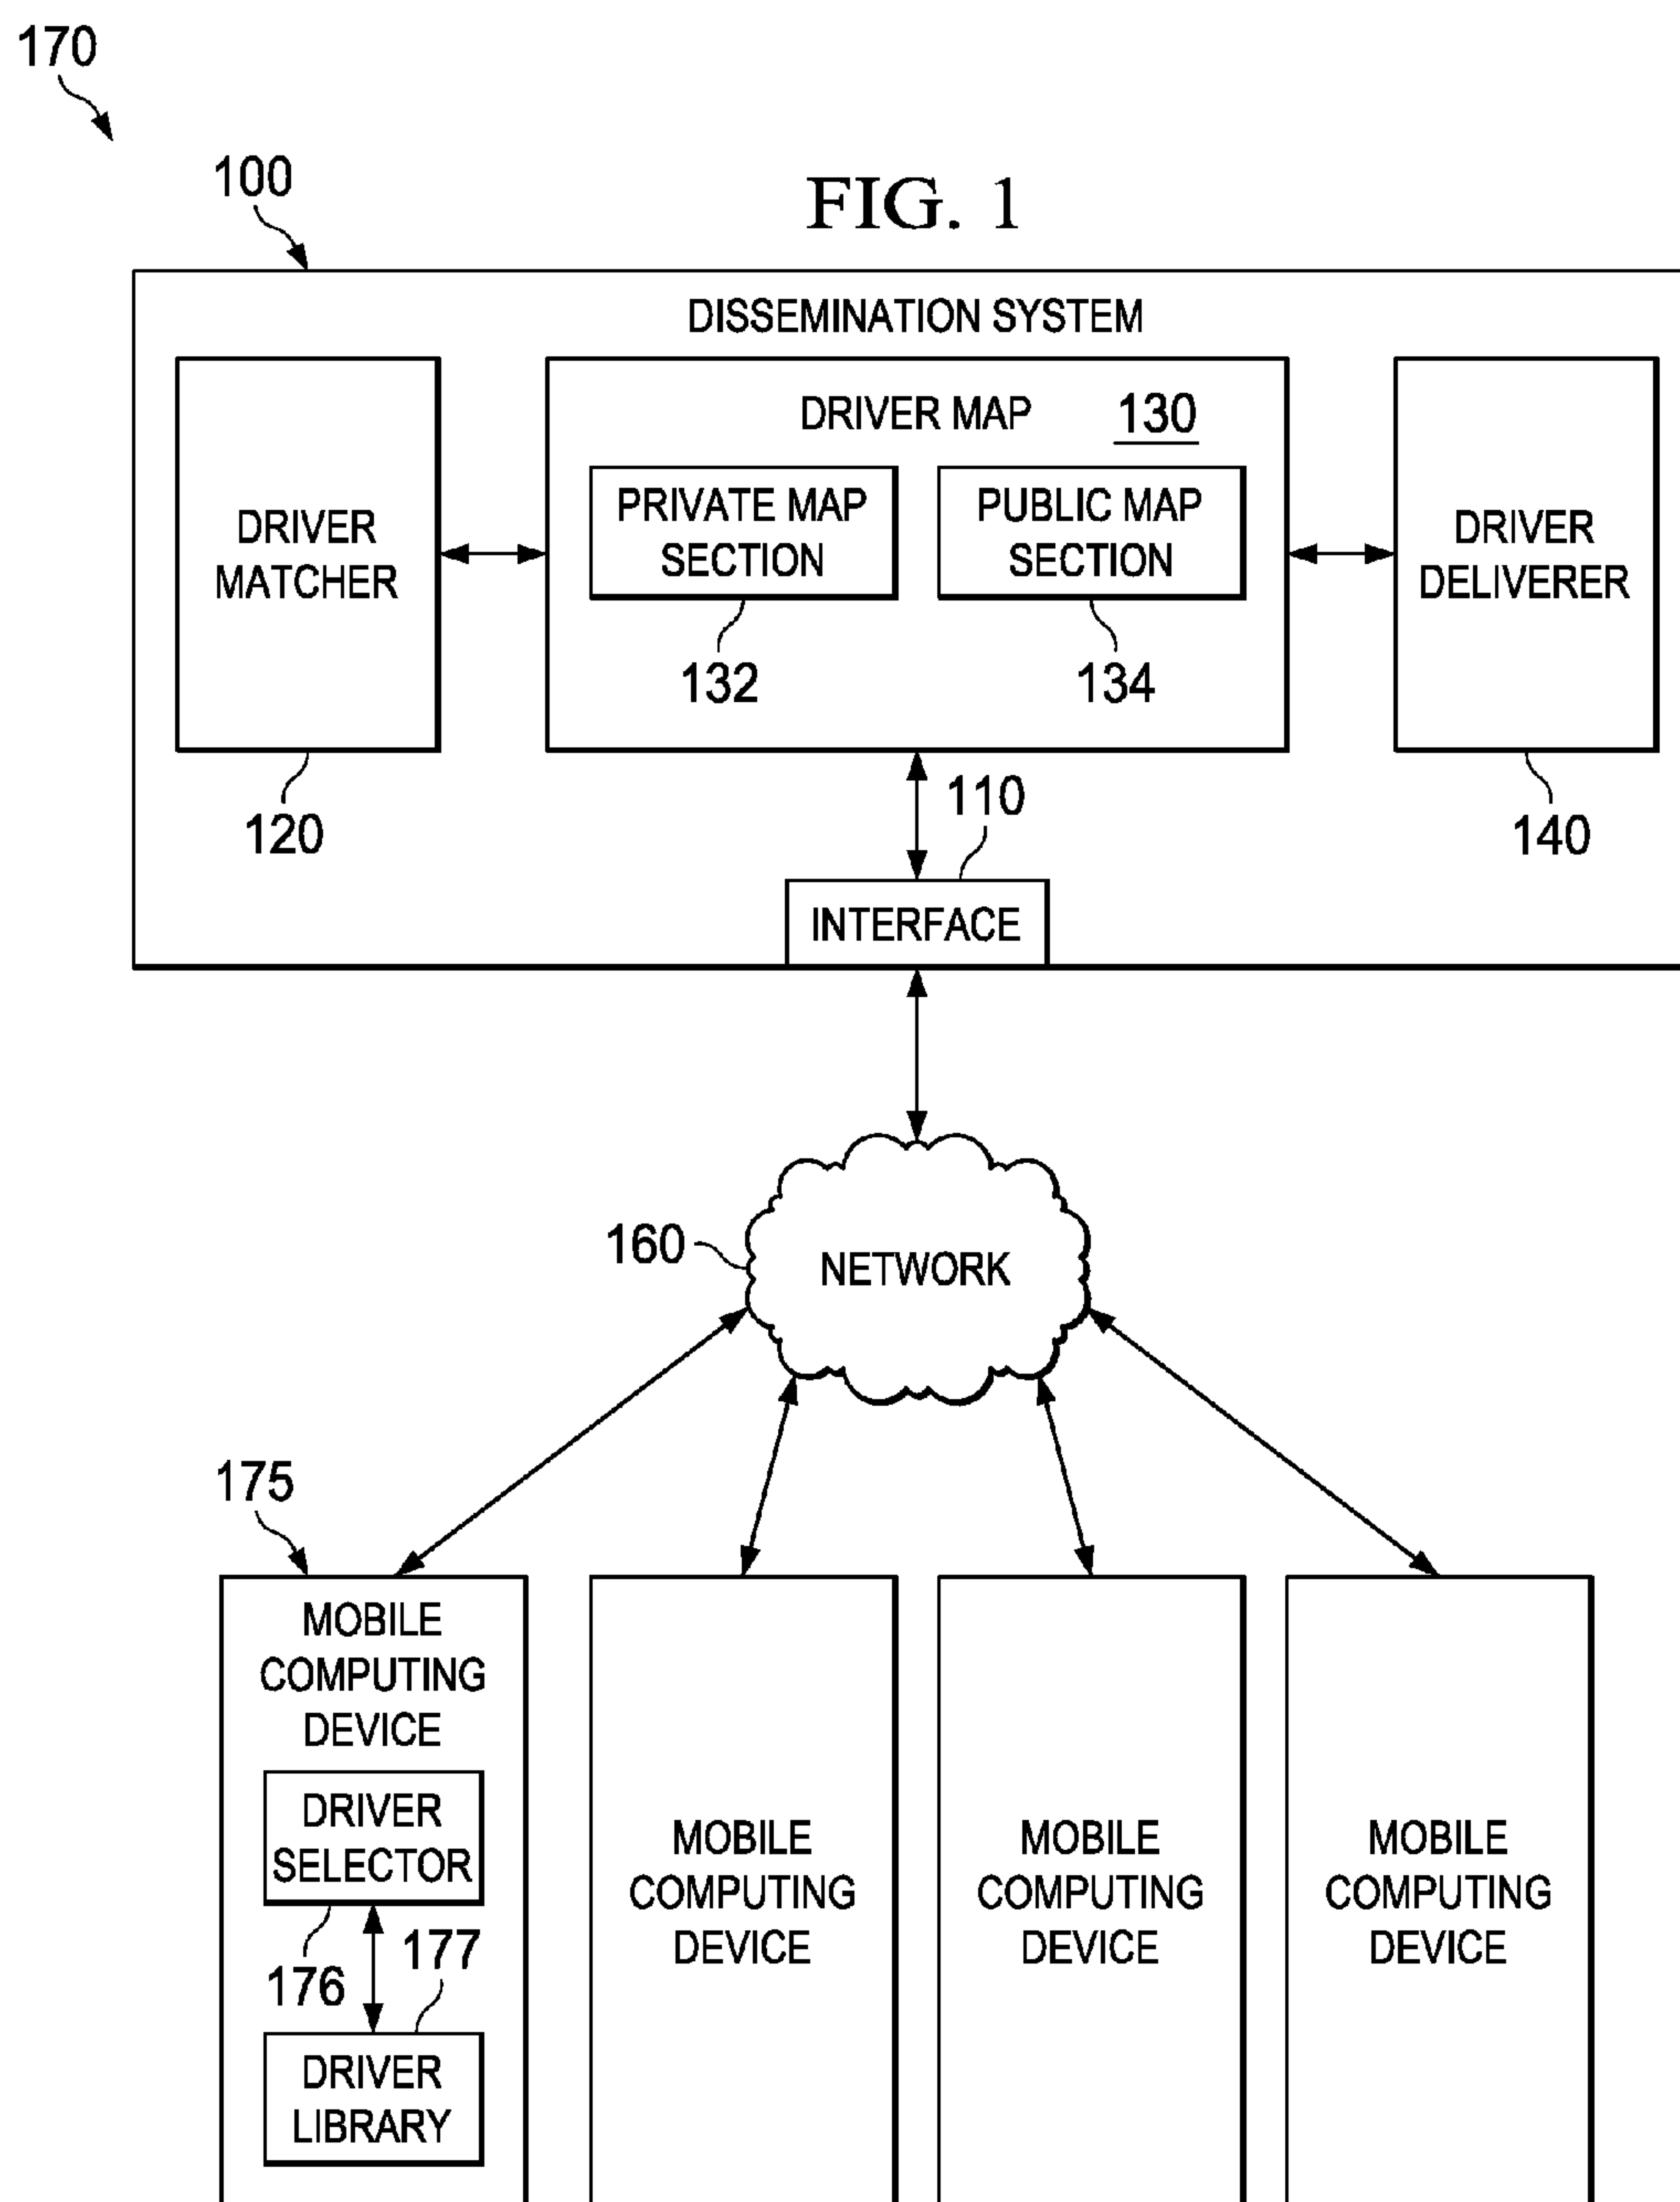 170
100
FIG. 1
DISSEMINATION SYSTEM
DRIVER
MATCHER
120
DRIVER MAP
130
PRIVATE MAP
SECTION
132
PUBLIC MAP
SECTION
134
DRIVER
DELIVERER
140
110
INTERFACE
160
NETWORK
175
MOBILE
COMPUTING
DEVICE
DRIVER
SELECTOR
176
177
DRIVER
LIBRARY
MOBILE
COMPUTING
DEVICE
MOBILE
COMPUTING
DEVICE
MOBILE
COMPUTING
DEVICE